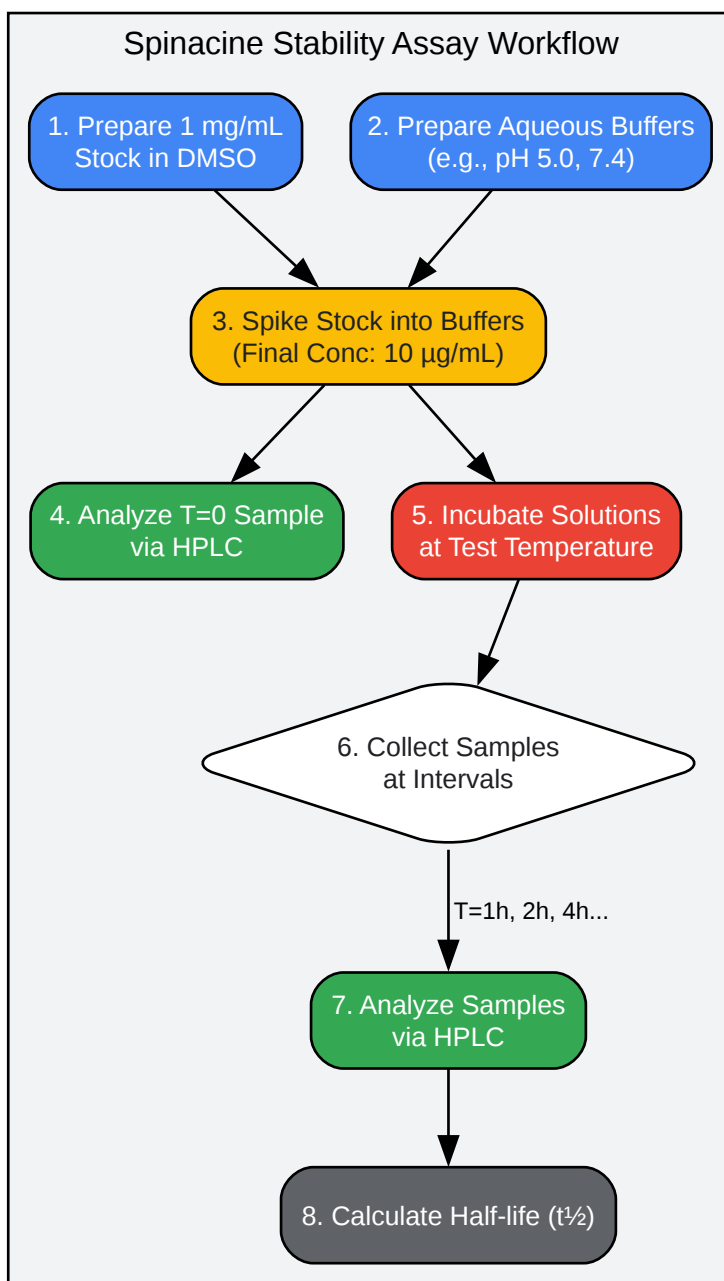 Spinacine Stability Assay Workflow
1. Prepare 1 mg/mL
Stock in DMSO
2. Prepare Aqueous Buffers
(e.g., pH 5.0, 7.4)
3. Spike Stock into Buffers
(Final Conc: 10 µg/mL)
4. Analyze T=0 Sample
via HPLC
5. Incubate Solutions
at Test Temperature
6. Collect Samples
at Intervals
T=1h, 2h, 4h...
7. Analyze Samples
via HPLC
8. Calculate Half-life (t½)